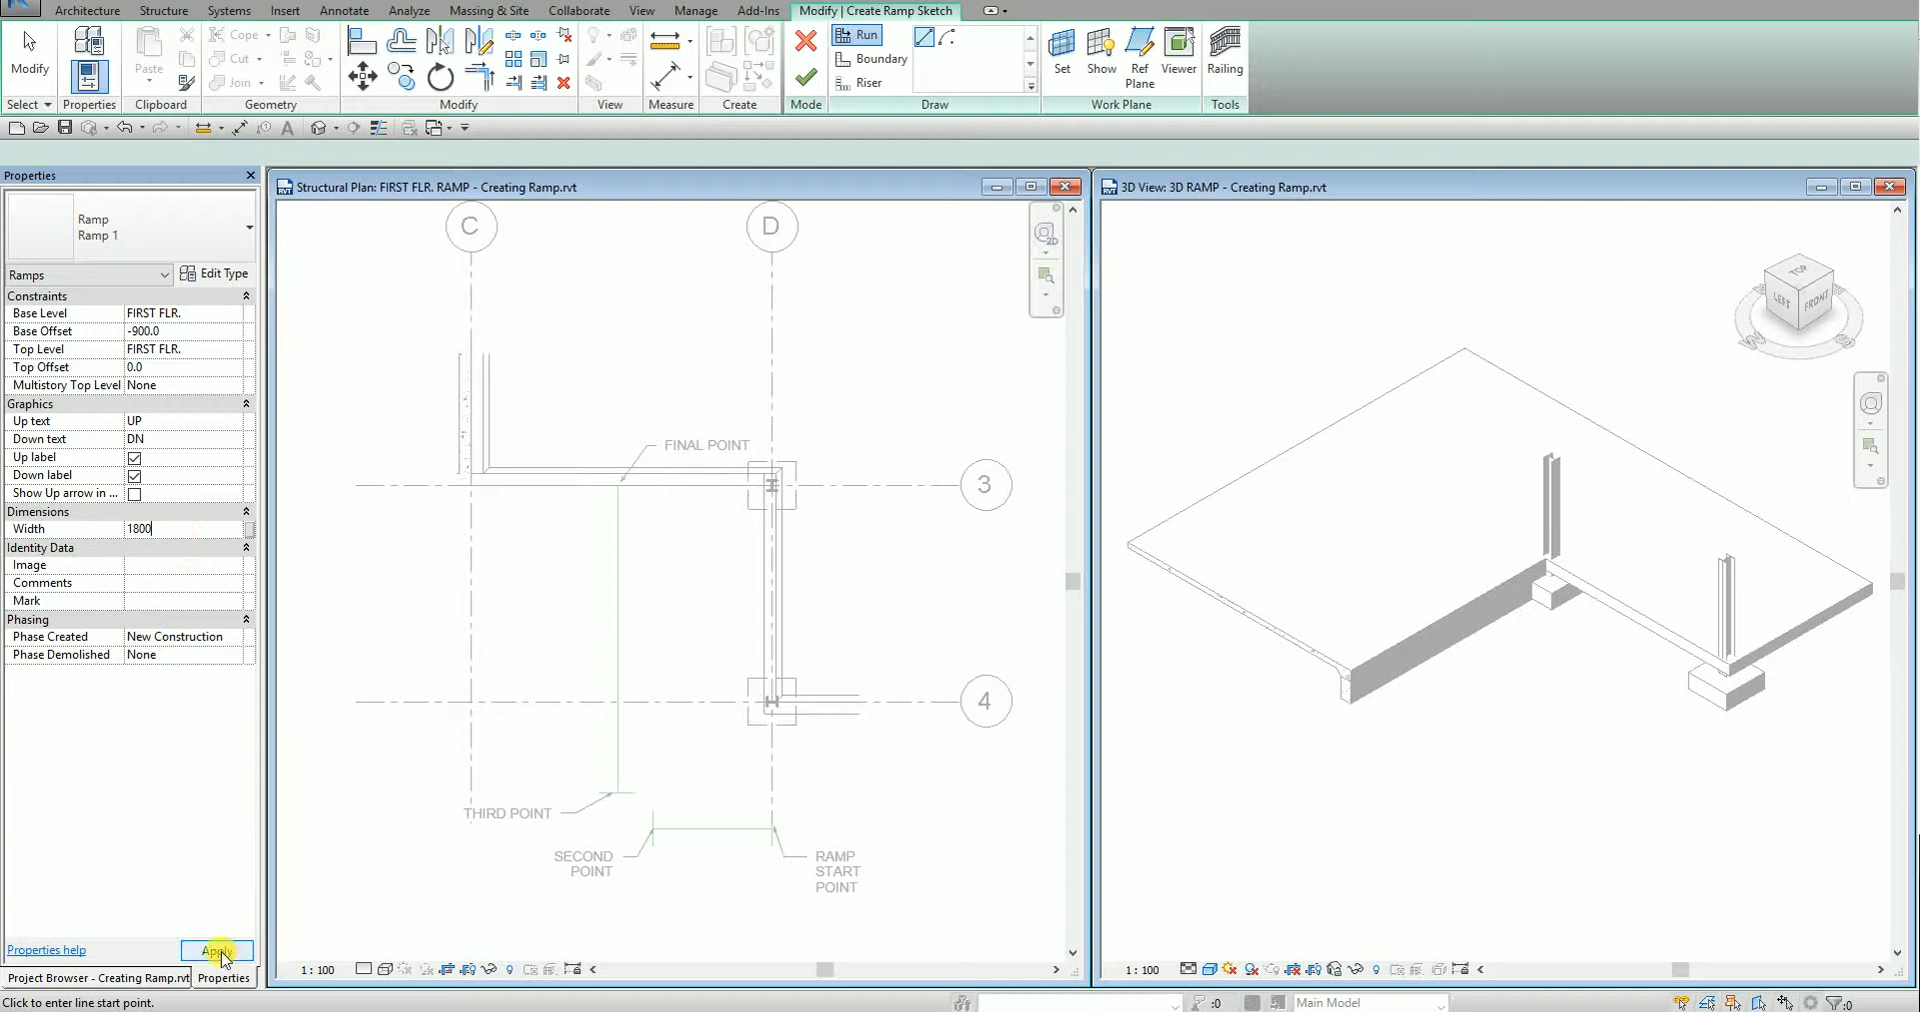 Architecture Structure Systems Insert Annotate Analyze Massing & Site Collaborate View Manage Add-Ins Modify | Create Ramp Sketch
Modify
Select
Properties
Paste
Clipboard
Cope
Cut
Join
Geometry
Modify
View
Measure
Create
Mode
Run
Boundary
Riser
Draw
Set
Show
Ref
Plane
Viewer
Work Plane
Railing
Tools
Properties
Ramp
Ramp 1
Ramps Edit Type
Constraints
Base Level FIRST FLR.
Base Offset -900.0
Top Level FIRST FLR.
Top Offset 0.0
Multistory Top Level None
Graphics
Up text UP
Down text DN
Up label
Down label
Show Up arrow in ...
Dimensions
Width 1800
Identity Data
Image
Comments
Mark
Phasing
Phase Created New Construction
Phase Demolished None
Properties help Apply
Project Browser - Creating Ramp.rvt Properties
Structural Plan: FIRST FLR. RAMP - Creating Ramp.rvt
C D
2D
FINAL POINT
3
4
THIRD POINT
SECOND
POINT
RAMP
START
POINT
1 : 100
3D View: 3D RAMP - Creating Ramp.rvt
TOP
LEFT FRONT
1 : 100
Click to enter line start point.
:0 Main Model :0